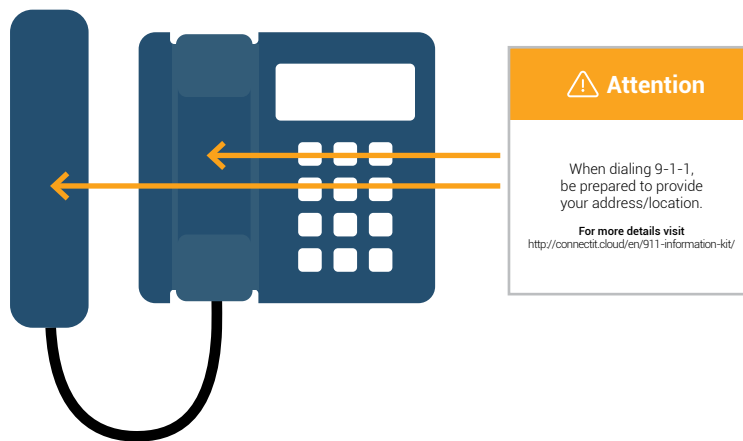 Attention
When dialing 9-1-1,
be prepared to provide
your address/location.
For more details visit
http://connectit.cloud/en/911-information-kit/